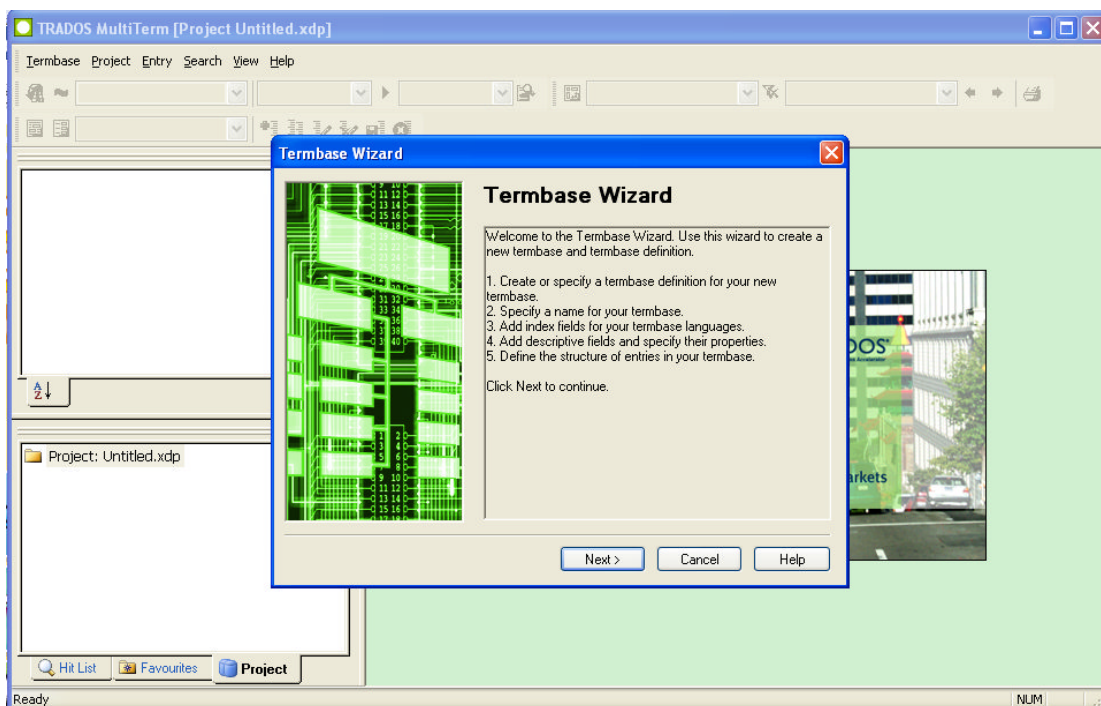 TRADOS MultiTerm [Project Untitled.xdp]
Termbase Project Entry Search View Help
Termbase Wizard
Termbase Wizard
Welcome to the Termbase Wizard. Use this wizard to create a
new termbase and termbase definition.
1. Create or specify a termbase definition for your new
termbase.
2. Specify a name for your termbase.
3. Add index fields for your termbase languages.
4. Add descriptive fields and specify their properties.
5. Define the structure of entries in your termbase.
Click Next to continue.
Next >
Cancel
Help
DOS
arkets
A
Z
Project: Untitled.xdp
Hit List
Favourites
Project
Ready
NUM